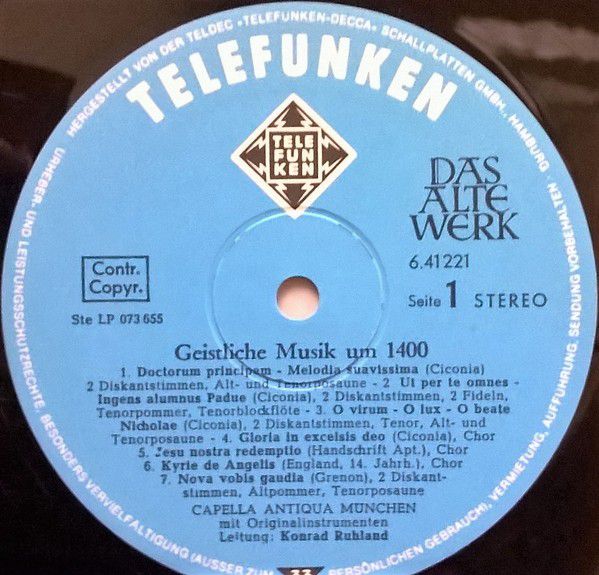 HERGESTELLT VON DER TELDEC »TELEFUNKEN-DECCA« SCHALLPLATTEN GMBH., HAMBURG
URHEBER- UND LEISTUNGSSCHUTZRECHTE, BESONDERS VERVIELFÄLTIGUNG (AUSSER ZUM PERSÖNLICHEN GEBRAUCH), VERMIETUNG, AUFFÜHRUNG, SENDUNG VORBEHALTEN
TELEFUNKEN
TELE
FUN
KEN
DAS
ALTE
WERK
6.41221
Contr.
Copyr.
Seite 1 STEREO
Ste LP 073 655
Geistliche Musik um 1400
1. Doctorum principam - Melodia suavissima (Ciconia)
2 Diskantstimmen, Alt- und Tenorposaune - 2 Ut per te omnes -
Ingens alumnus Padue (Ciconia), 2 Diskantstimmen, 2 Fideln,
Tenorpommer, Tenorblockflöte - 3. O virum - O lux - O beate
Nicholae (Ciconia), 2 Diskantstimmen, Tenor, Alt- und
Tenorposaune - 4. Gloria in excelsis deo (Ciconia), Chor
5. Jesu nostra redemptio (Handschrift Apt.), Chor
6. Kyrie de Angelis (England, 14. Jahrh.), Chor
7. Nova vobis gaudia (Grenon), 2 Diskant-
stimmen, Altpommer, Tenorposaune
CAPELLA ANTIQUA MÜNCHEN
mit Originalinstrumenten
Leitung: Konrad Ruhland
33